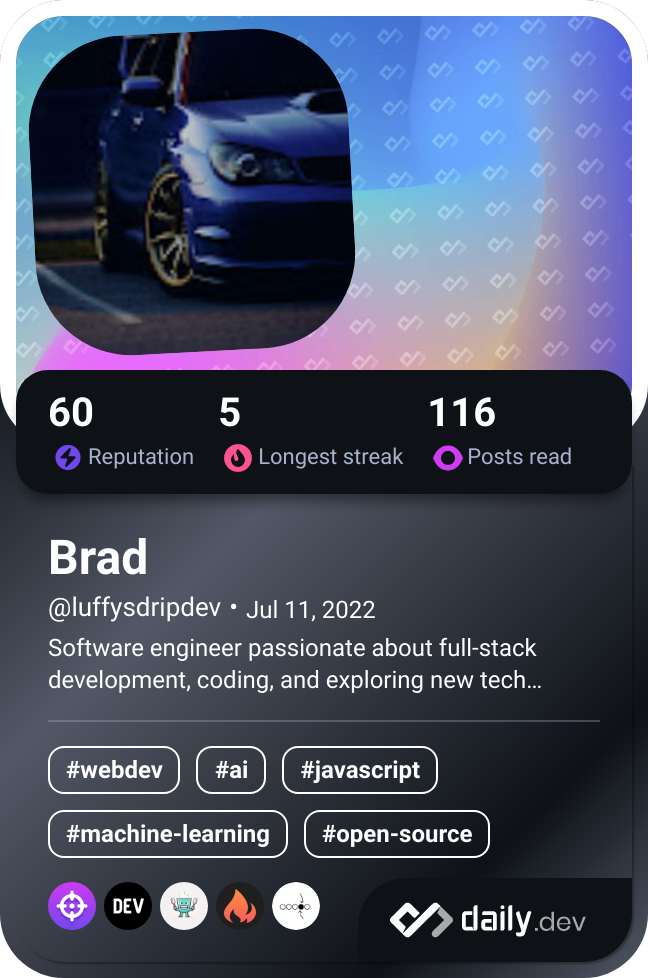 60 5 116
Reputation Longest streak Posts read
Brad
@luffysdripdev • Jul 11, 2022
Software engineer passionate about full-stack
development, coding, and exploring new tech…
#webdev #ai #javascript
#machine-learning #open-source
DEV daily.dev